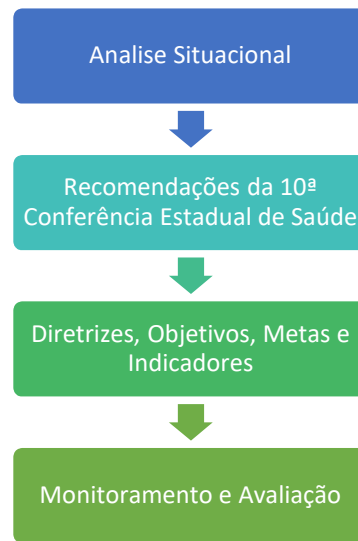 Analise Situacional
Recomendações da 10ª
Conferência Estadual de Saúde
Diretrizes, Objetivos, Metas e
Indicadores
Monitoramento e Avaliação